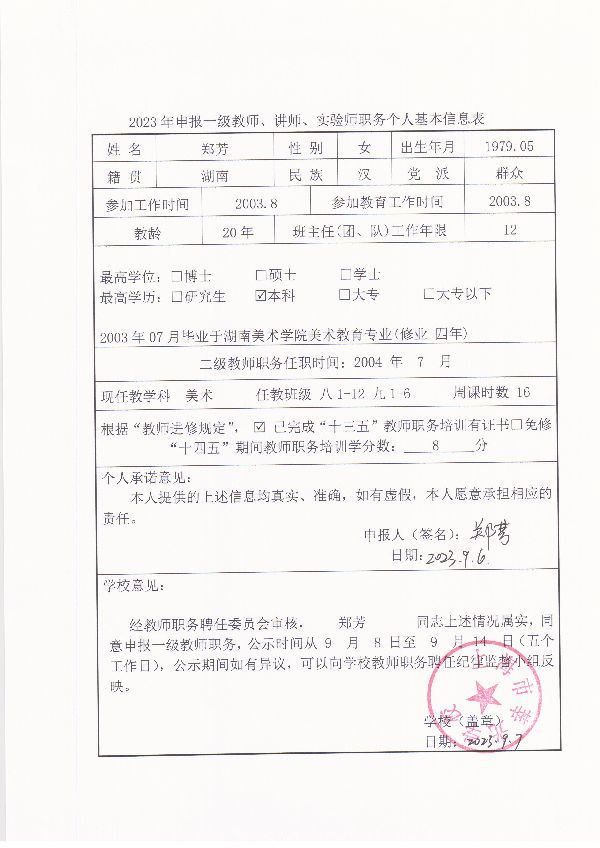 2023 年申报一级教师、讲师、实验师职务个人基本信息表
姓 名 郑芳 性 别 女 出生年月 1979.05
籍 贯 湖南 民 族 汉 党 派 群众
参加工作时间 2003.8 参加教育工作时间 2003.8
教龄 20 年 班主任(团、队)工作年限 12
最高学位：□博士 □硕士 □学士
最高学历：□研究生 ☑本科 □大专 □大专以下
2003 年 07 月毕业于湖南美术学院美术教育专业(修业 四年)
二级教师职务任职时间：2004 年 7 月
现任教学科 美术 任教班级 八 1-12 九 1-6 周课时数 16
根据“教师进修规定”， ☑ 已完成“十三五”教师职务培训有证书□免修
“十四五”期间教师职务培训学分数：____8____分
个人承诺意见：
本人提供的上述信息均真实、准确，如有虚假，本人愿意承担相应的
责任。
申报人（签名）：郑芳
日期：2023.9.6
学校意见：
经教师职务聘任委员会审核， 郑芳 同志上述情况属实，同
意申报一级教师职务，公示时间从 9 月 8 日至 9 月 14 日（五个
工作日），公示期间如有异议，可以向学校教师职务聘任纪律监督小组反
映。
学校（盖章）
日期：2023.9.7